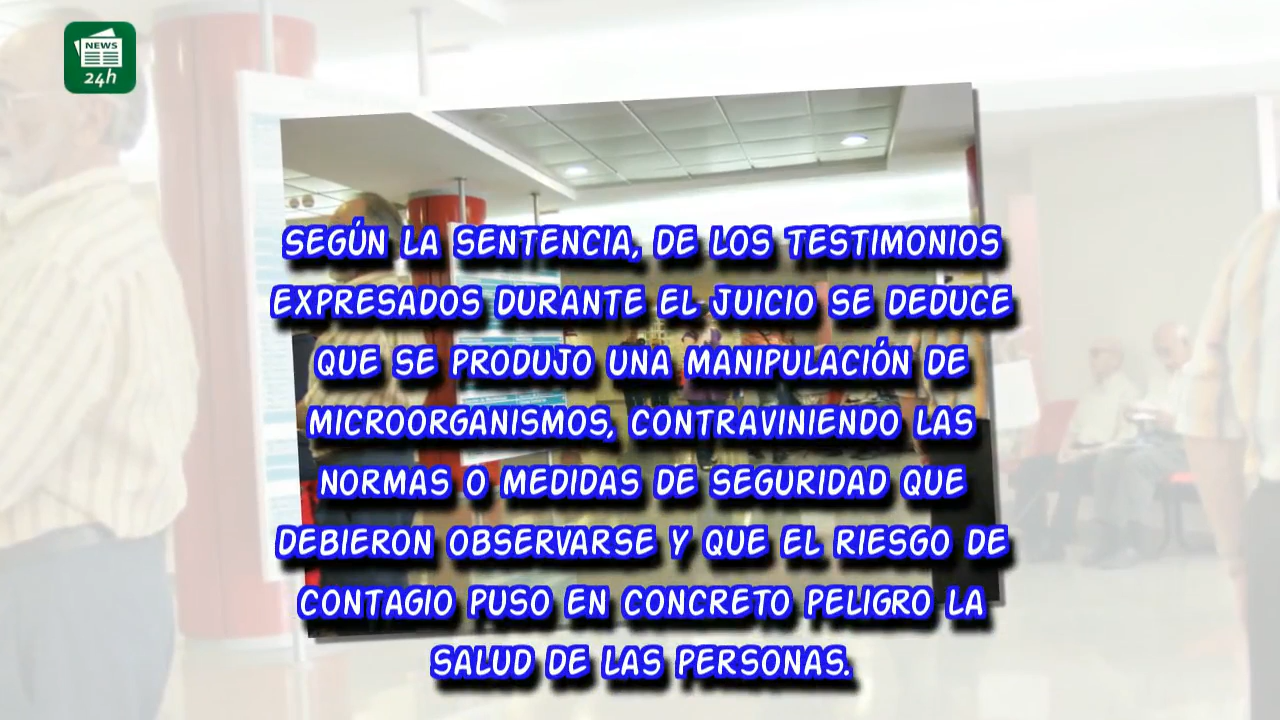 NEWS
24h
SEGÚN LA SENTENCIA, DE LOS TESTIMONIOS
EXPRESADOS DURANTE EL JUICIO SE DEDUCE
QUE SE PRODUJO UNA MANIPULACIÓN DE
MICROORGANISMOS, CONTRAVINIENDO LAS
NORMAS O MEDIDAS DE SEGURIDAD QUE
DEBIERON OBSERVARSE Y QUE EL RIESGO DE
CONTAGIO PUSO EN CONCRETO PELIGRO LA
SALUD DE LAS PERSONAS.